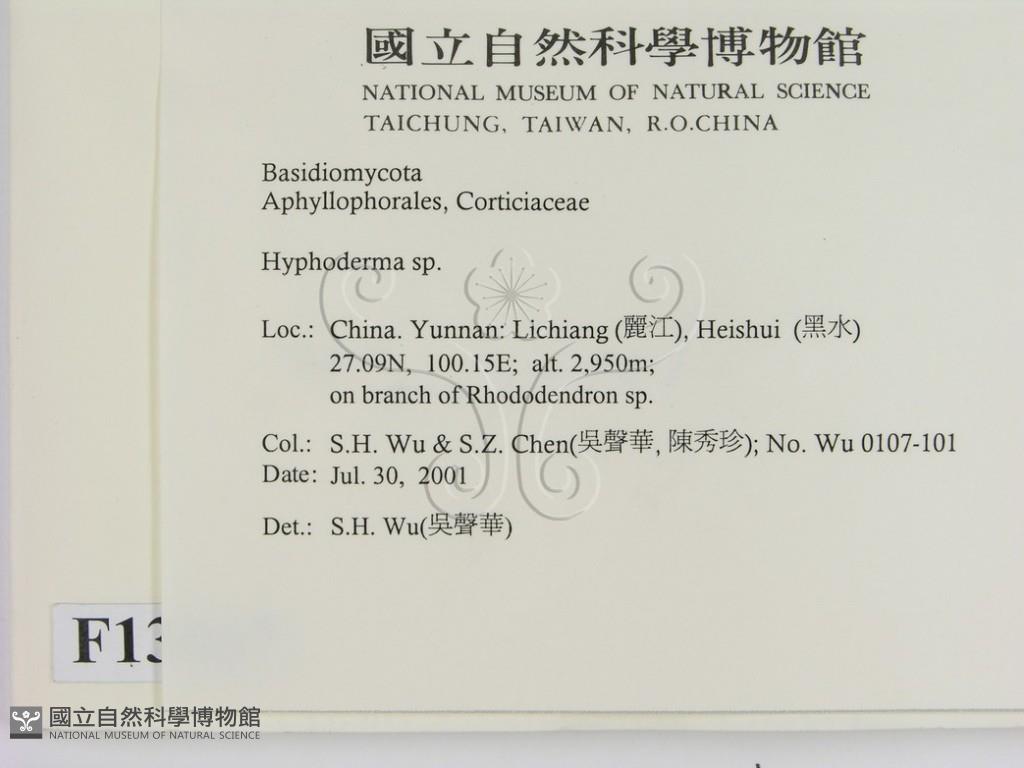 國立自然科學博物館
NATIONAL MUSEUM OF NATURAL SCIENCE
TAICHUNG, TAIWAN, R.O.CHINA
Basidiomycota
Aphyllophorales, Corticiaceae
Hyphoderma sp.
Loc.: China. Yunnan: Lichiang (麗江), Heishui (黑水)
27.09N, 100.15E; alt. 2,950m;
on branch of Rhododendron sp.
Col.: S.H. Wu & S.Z. Chen(吳聲華, 陳秀珍); No. Wu 0107-101
Date: Jul. 30, 2001
Det.: S.H. Wu(吳聲華)
F13
國立自然科學博物館
NATIONAL MUSEUM OF NATURAL SCIENCE